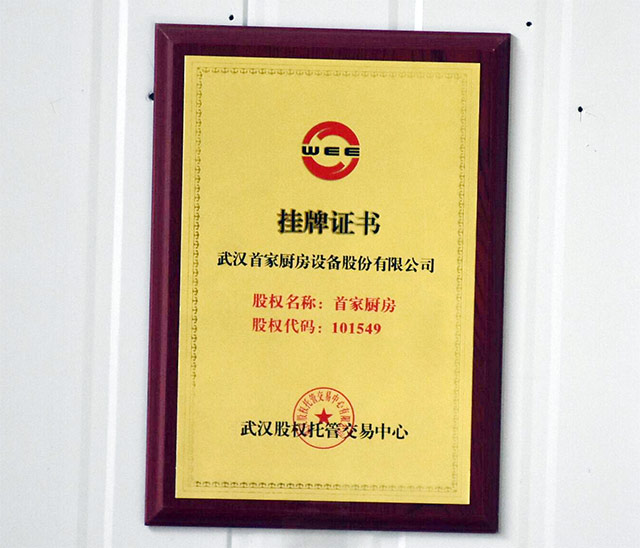 WEE
挂牌证书
武汉首家厨房设备股份有限公司
股权名称：首家厨房
股权代码：101549
武汉股权托管交易中心